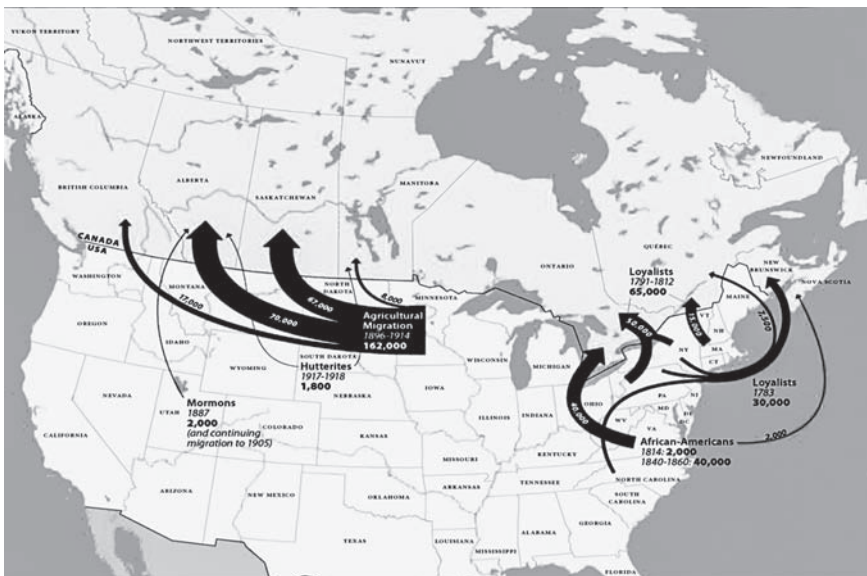 YUKON TERRITORY
NORTHWEST TERRITORIES
NUNAVUT
ALASKA
BRITISH COLUMBIA
ALBERTA
SASKATCHEWAN
MANITOBA
ONTARIO
QUÉBEC
NEWFOUNDLAND
NEW
BRUNSWICK
NOVA SCOTIA
CANADA
USA
WASHINGTON
MONTANA
NORTH
DAKOTA
MINNESOTA
MAINE
VT
NH
MA
CT
NY
OREGON
IDAHO
WYOMING
SOUTH DAKOTA
WISCONSIN
MICHIGAN
PA
NJ
NEVADA
UTAH
COLORADO
NEBRASKA
IOWA
ILLINOIS
INDIANA
OHIO
WV
VA
MD
DE
DC
CALIFORNIA
KANSAS
MISSOURI
KENTUCKY
ARIZONA
NEW MEXICO
OKLAHOMA
ARKANSAS
TENNESSEE
NORTH CAROLINA
SOUTH
CAROLINA
TEXAS
LOUISIANA
MISSISSIPPI
ALABAMA
GEORGIA
FLORIDA
17,000
70,000
67,000
Agricultural
Migration
1896-1914
162,000
Hutterites
1917-1918
1,800
Mormons
1887
2,000
(and continuing
migration to 1905)
Loyalists
1791-1812
65,000
50,000
15,000
Loyalists
1783
30,000
African-Americans
1814: 2,000
1840-1860: 40,000
40,000
2,000